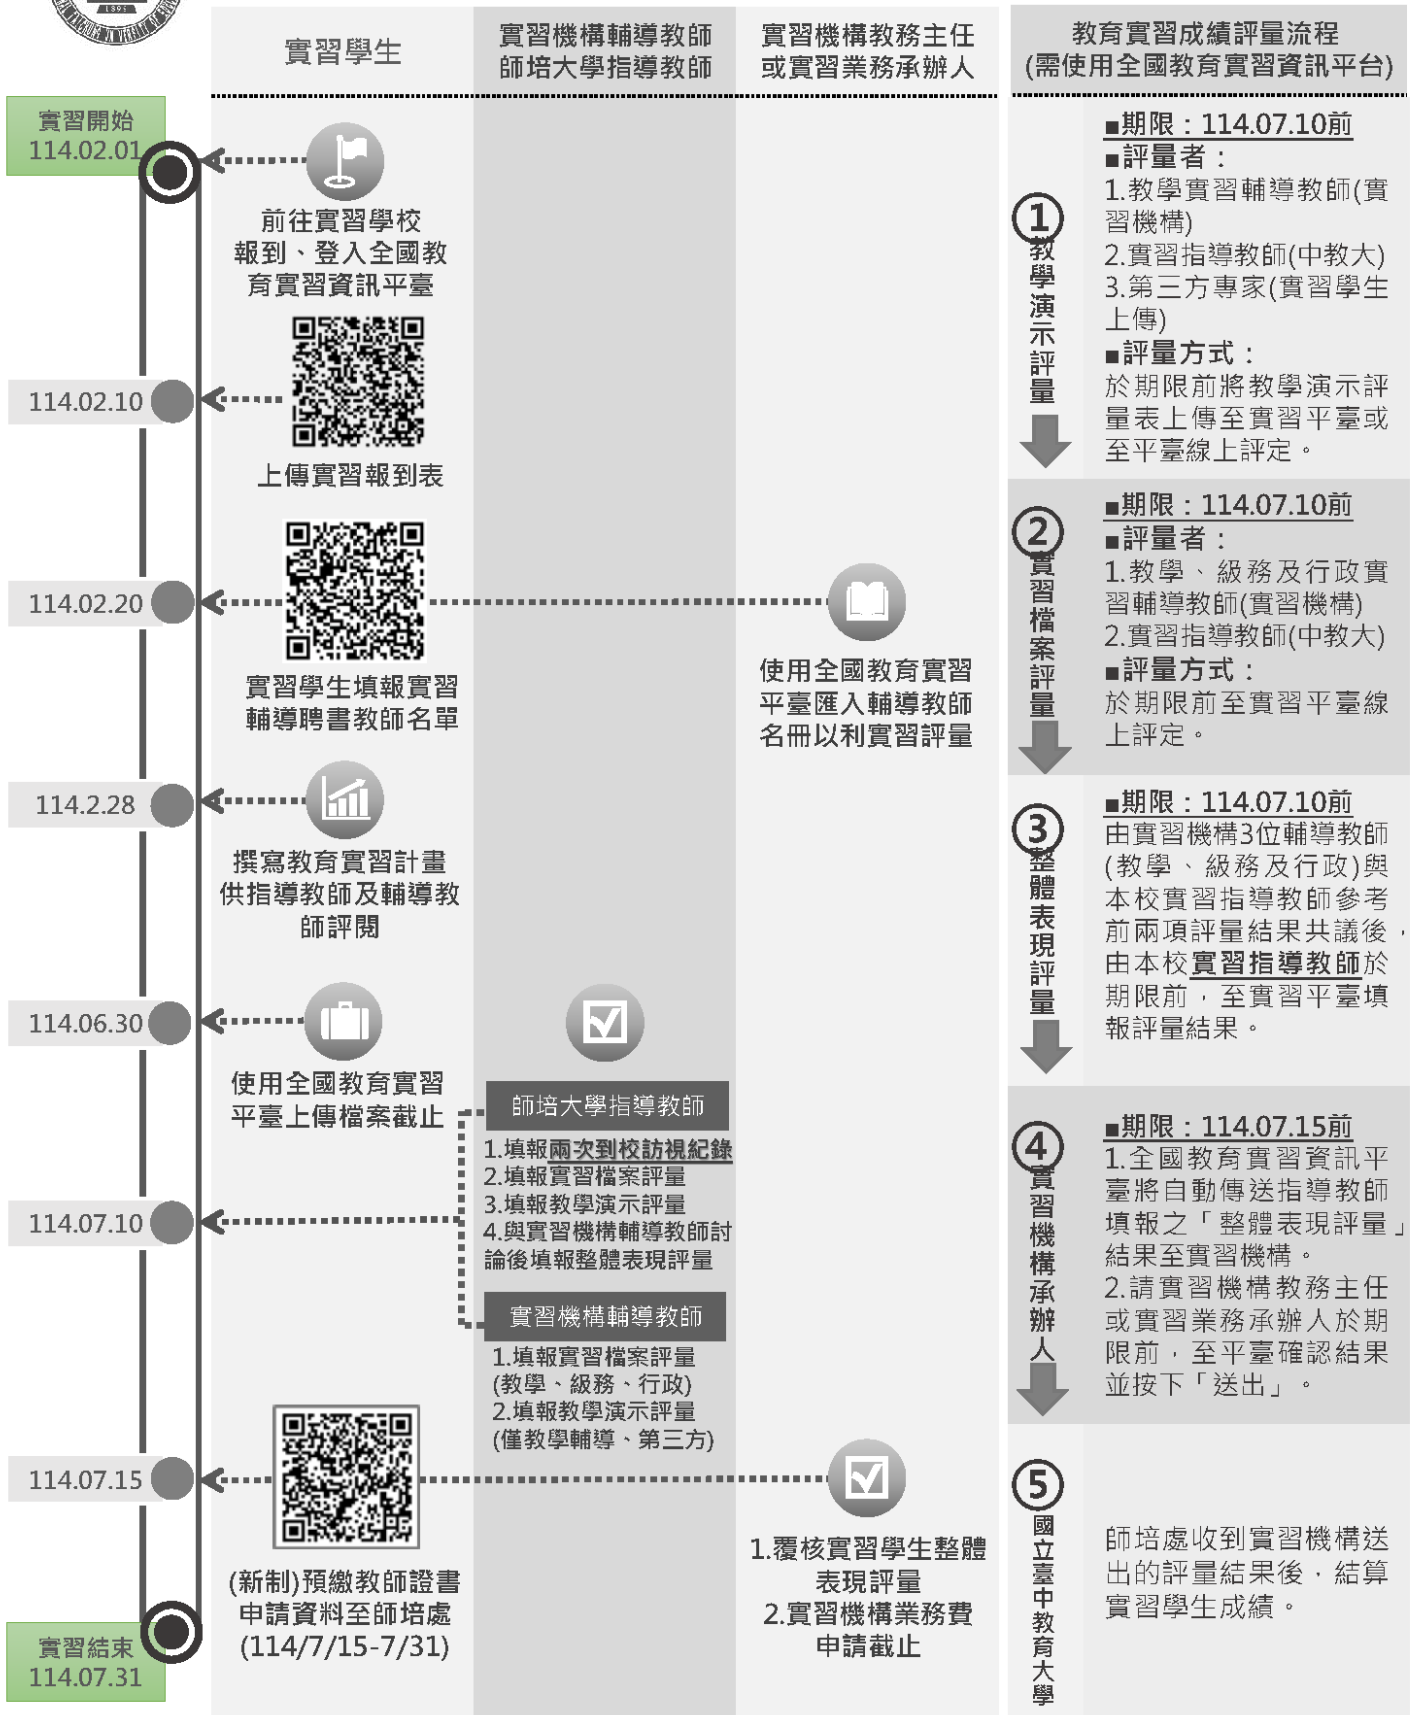 1899
實習學生
實習機構輔導教師
師培大學指導教師
實習機構教務主任
或實習業務承辦人
教育實習成績評量流程
(需使用全國教育實習資訊平台)
實習開始
114.02.01
前往實習學校
報到、登入全國教
育實習資訊平臺
114.02.10
上傳實習報到表
114.02.20
實習學生填報實習
輔導聘書教師名單
使用全國教育實習
平臺匯入輔導教師
名冊以利實習評量
114.2.28
撰寫教育實習計畫
供指導教師及輔導教
師評閱
114.06.30
使用全國教育實習
平臺上傳檔案截止
114.07.10
師培大學指導教師
1.填報兩次到校訪視紀錄
2.填報實習檔案評量
3.填報教學演示評量
4.與實習機構輔導教師討
論後填報整體表現評量
實習機構輔導教師
1.填報實習檔案評量
(教學、級務、行政)
2.填報教學演示評量
(僅教學輔導、第三方)
114.07.15
(新制)預繳教師證書
申請資料至師培處
(114/7/15-7/31)
1.覆核實習學生整體
表現評量
2.實習機構業務費
申請截止
實習結束
114.07.31
①教學演示評量
■期限：114.07.10前
■評量者：
1.教學實習輔導教師(實
習機構)
2.實習指導教師(中教大)
3.第三方專家(實習學生
上傳)
■評量方式：
於期限前將教學演示評
量表上傳至實習平臺或
至平臺線上評定。
②實習檔案評量
■期限：114.07.10前
■評量者：
1.教學、級務及行政實
習輔導教師(實習機構)
2.實習指導教師(中教大)
■評量方式：
於期限前至實習平臺線
上評定。
③整體表現評量
■期限：114.07.10前
由實習機構3位輔導教師
(教學、級務及行政)與
本校實習指導教師參考
前兩項評量結果共議後，
由本校實習指導教師於
期限前，至實習平臺填
報評量結果。
④實習機構承辦人
■期限：114.07.15前
1.全國教育實習資訊平
臺將自動傳送指導教師
填報之「整體表現評量」
結果至實習機構。
2.請實習機構教務主任
或實習業務承辦人於期
限前，至平臺確認結果
並按下「送出」。
⑤國立臺中教育大學
師培處收到實習機構送
出的評量結果後，結算
實習學生成績。